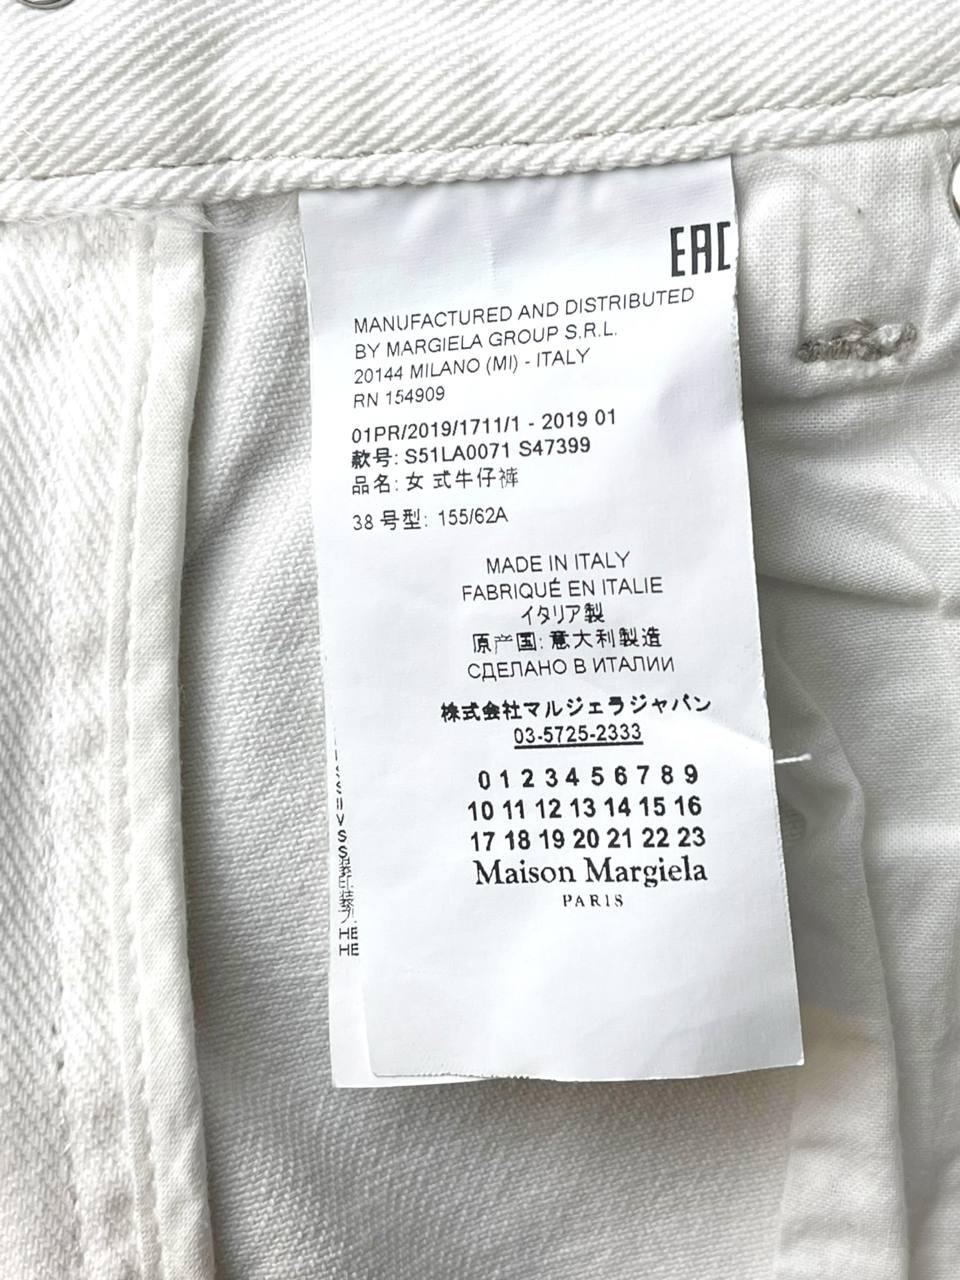 EAC
MANUFACTURED AND DISTRIBUTED
BY MARGIELA GROUP S.R.L.
20144 MILANO (MI) - ITALY
RN 154909
01PR/2019/1711/1 - 2019 01
款号: S51LA0071 S47399
品名: 女 式牛仔裤
38 号型: 155/62A
MADE IN ITALY
FABRIQUÉ EN ITALIE
イタリア製
原产国: 意大利製造
СДЕЛАНО В ИТАЛИИ
株式会社マルジェラジャパン
03-5725-2333
0 1 2 3 4 5 6 7 8 9
10 11 12 13 14 15 16
17 18 19 20 21 22 23
Maison Margiela
PARIS
HE
HE